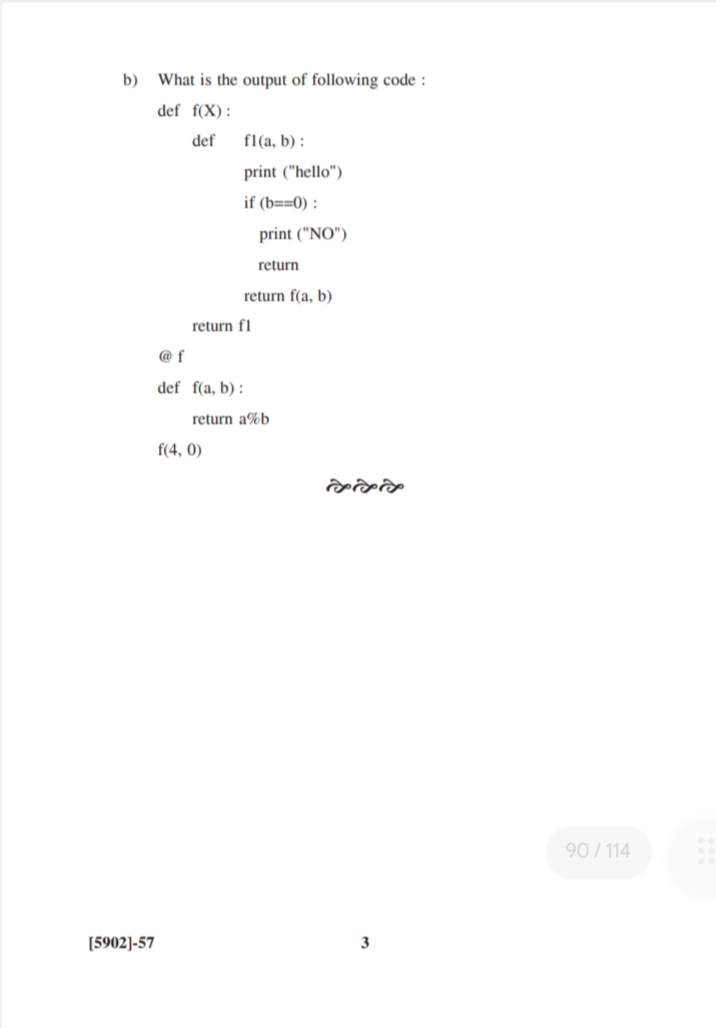 b) What is the output of following code :
def f(X) :
def f1(a, b) :
print ("hello")
if (b==0) :
print ("NO")
return
return f(a, b)
return f1
@ f
def f(a, b) :
return a%b
f(4, 0)
90 / 114
[5902]-57 3